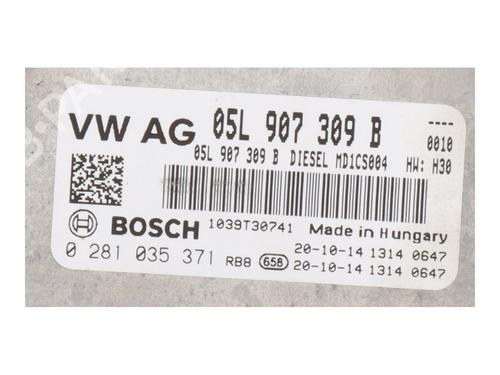 VW AG 05L 907 309 B ----
05L 907 309 B DIESEL MD1CS004 0010
HW: H30
BOSCH 1039T30741 Made in Hungary
0 281 035 371 RB8 658 20-10-14 1314 0647
20-10-14 1314 0647